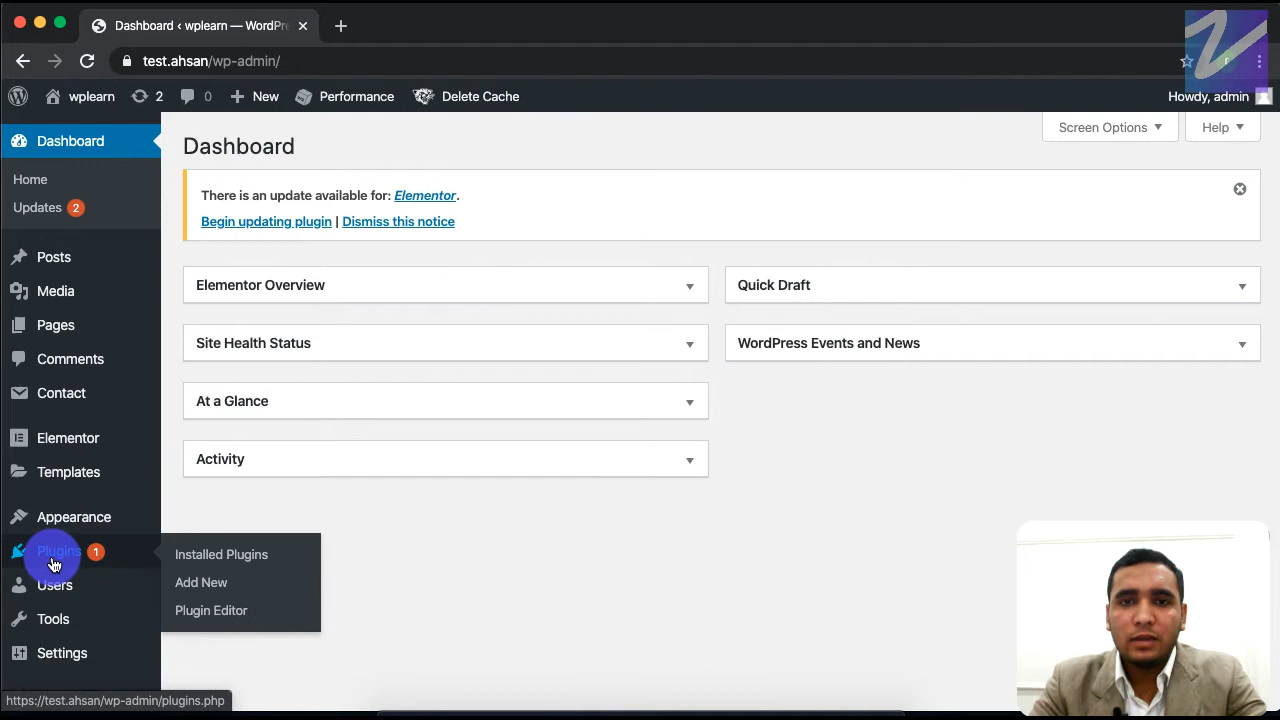 Dashboard ‹ wplearn — WordPr
test.ahsan/wp-admin/
wplearn 2 0 New Performance Delete Cache Howdy, admin
Screen Options Help
Dashboard
Home
Updates 2
Posts
Media
Pages
Comments
Contact
Elementor
Templates
Appearance
Plugins 1
Users
Tools
Settings
Installed Plugins
Add New
Plugin Editor
Dashboard
There is an update available for: Elementor.
Begin updating plugin | Dismiss this notice
Elementor Overview
Site Health Status
At a Glance
Activity
Quick Draft
WordPress Events and News
https://test.ahsan/wp-admin/plugins.php